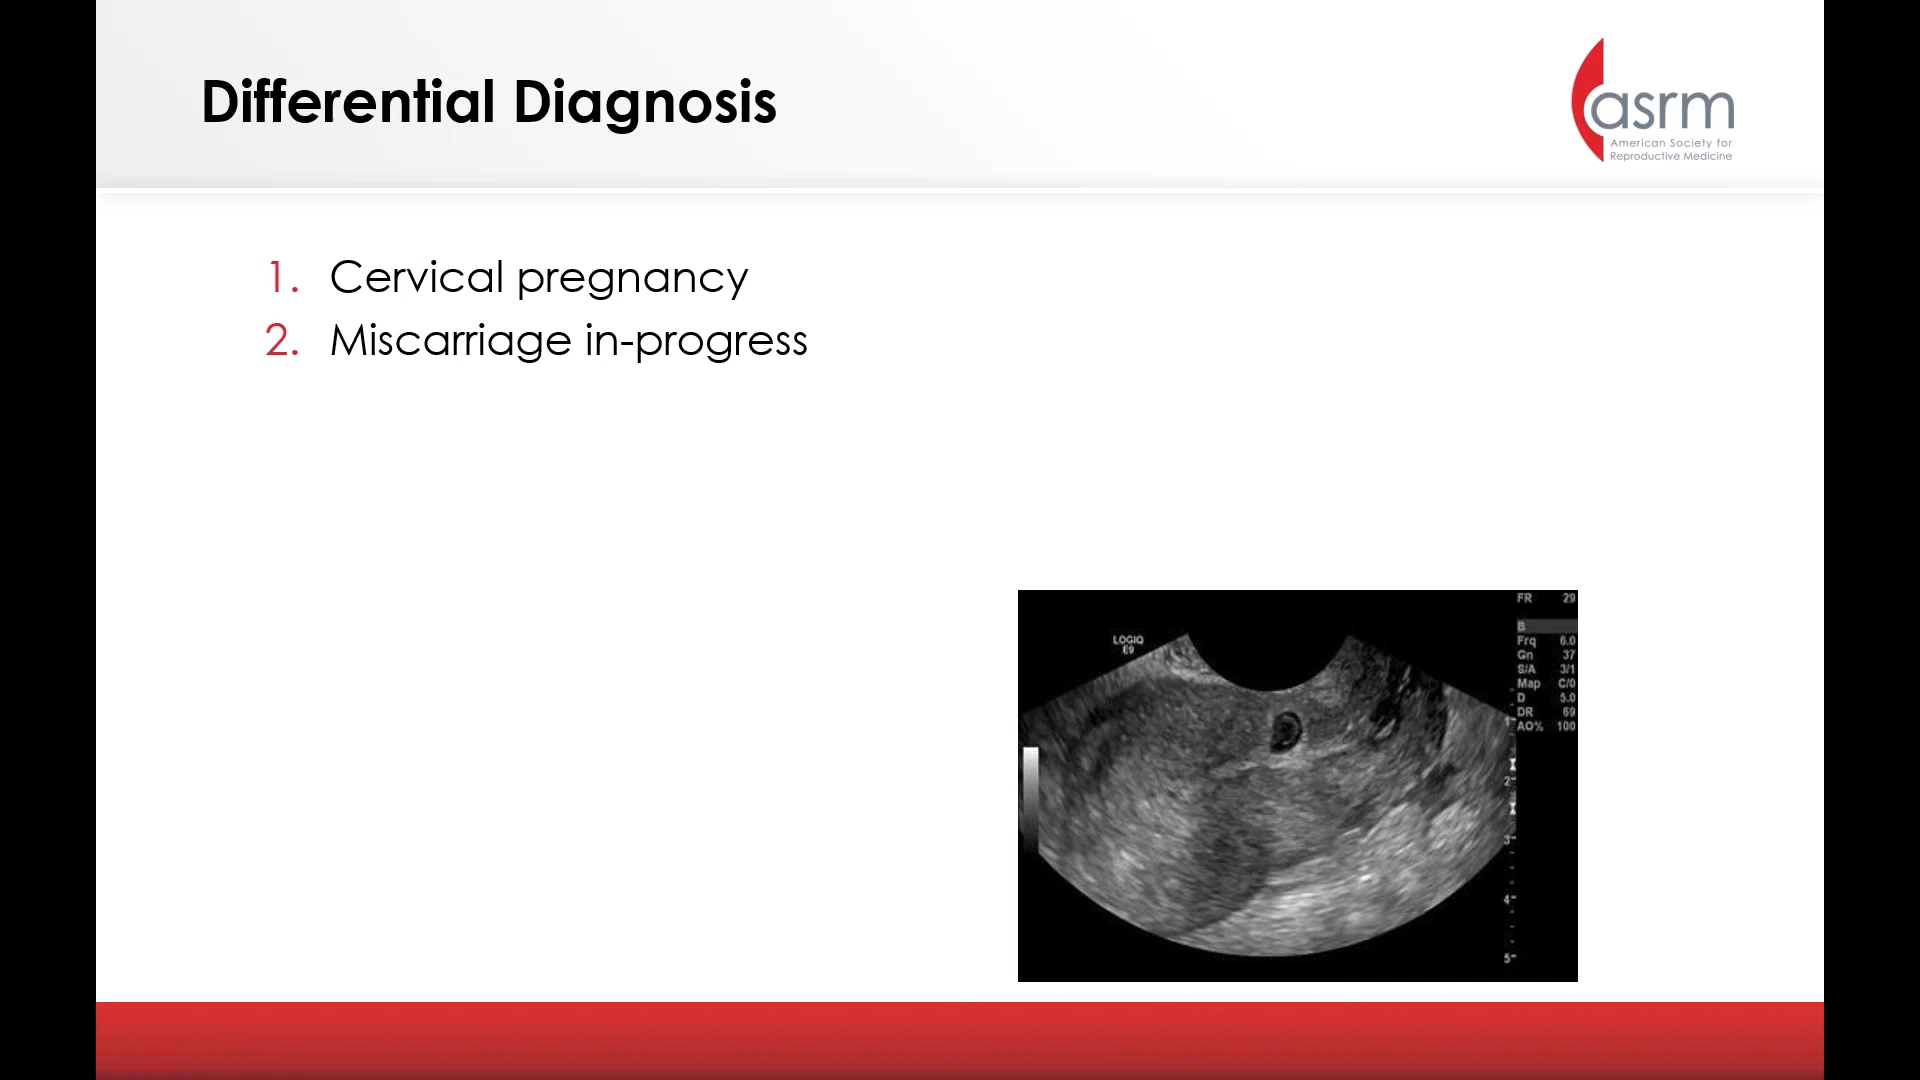 Differential Diagnosis
asrm
American Society for
Reproductive Medicine
1. Cervical pregnancy
2. Miscarriage in-progress
FR 29
LOGIQ
E9
B
Frq 6.0
Gn 37
S/A 3/1
Map C/0
D 5.0
DR 69
AO% 100
1
2
3
4
5